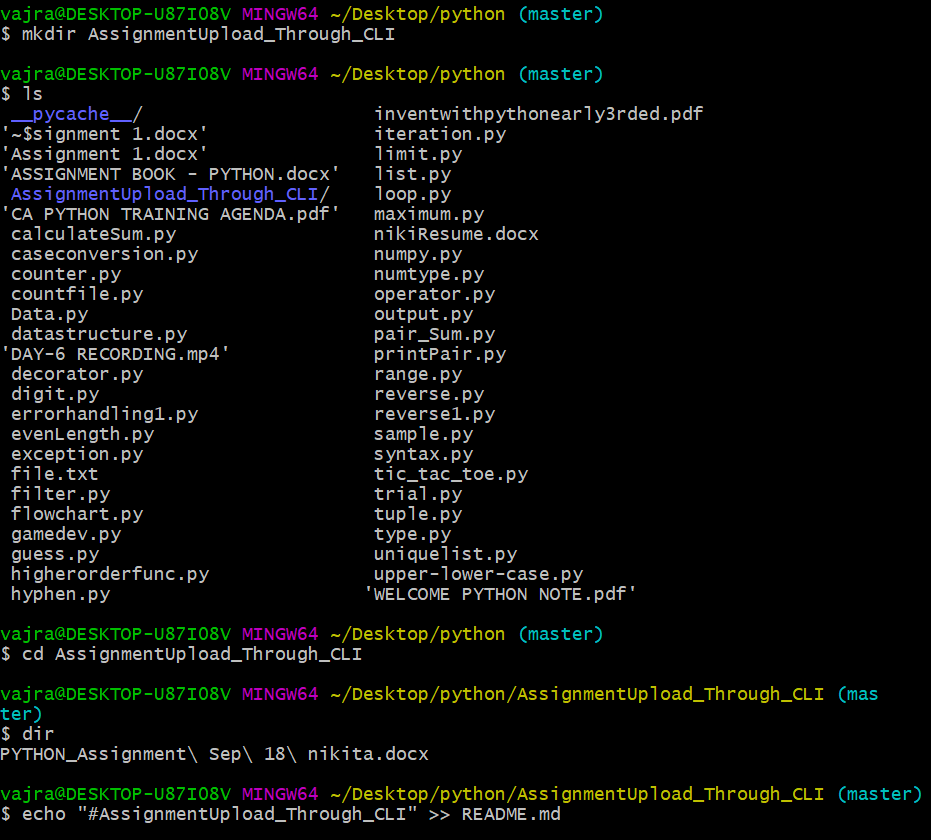 vajra@DESKTOP-U87I08V MINGW64 ~/Desktop/python (master)
$ mkdir AssignmentUpload_Through_CLI
vajra@DESKTOP-U87I08V MINGW64 ~/Desktop/python (master)
$ ls
__pycache__/ inventwithpythonearly3rded.pdf
'~$signment 1.docx' iteration.py
'Assignment 1.docx' limit.py
'ASSIGNMENT BOOK - PYTHON.docx' list.py
AssignmentUpload_Through_CLI/ loop.py
'CA PYTHON TRAINING AGENDA.pdf' maximum.py
calculateSum.py nikiResume.docx
caseconversion.py numpy.py
counter.py numtype.py
countfile.py operator.py
Data.py output.py
datastructure.py pair_Sum.py
'DAY-6 RECORDING.mp4' printPair.py
decorator.py range.py
digit.py reverse.py
errorhandling1.py reverse1.py
evenLength.py sample.py
exception.py syntax.py
file.txt tic_tac_toe.py
filter.py trial.py
flowchart.py tuple.py
gamedev.py type.py
guess.py uniquelist.py
higherorderfunc.py upper-lower-case.py
hyphen.py 'WELCOME PYTHON NOTE.pdf'
vajra@DESKTOP-U87I08V MINGW64 ~/Desktop/python (master)
$ cd AssignmentUpload_Through_CLI
vajra@DESKTOP-U87I08V MINGW64 ~/Desktop/python/AssignmentUpload_Through_CLI (mas
ter)
$ dir
PYTHON_Assignment\ Sep\ 18\ nikita.docx
vajra@DESKTOP-U87I08V MINGW64 ~/Desktop/python/AssignmentUpload_Through_CLI (master)
$ echo "#AssignmentUpload_Through_CLI" >> README.md